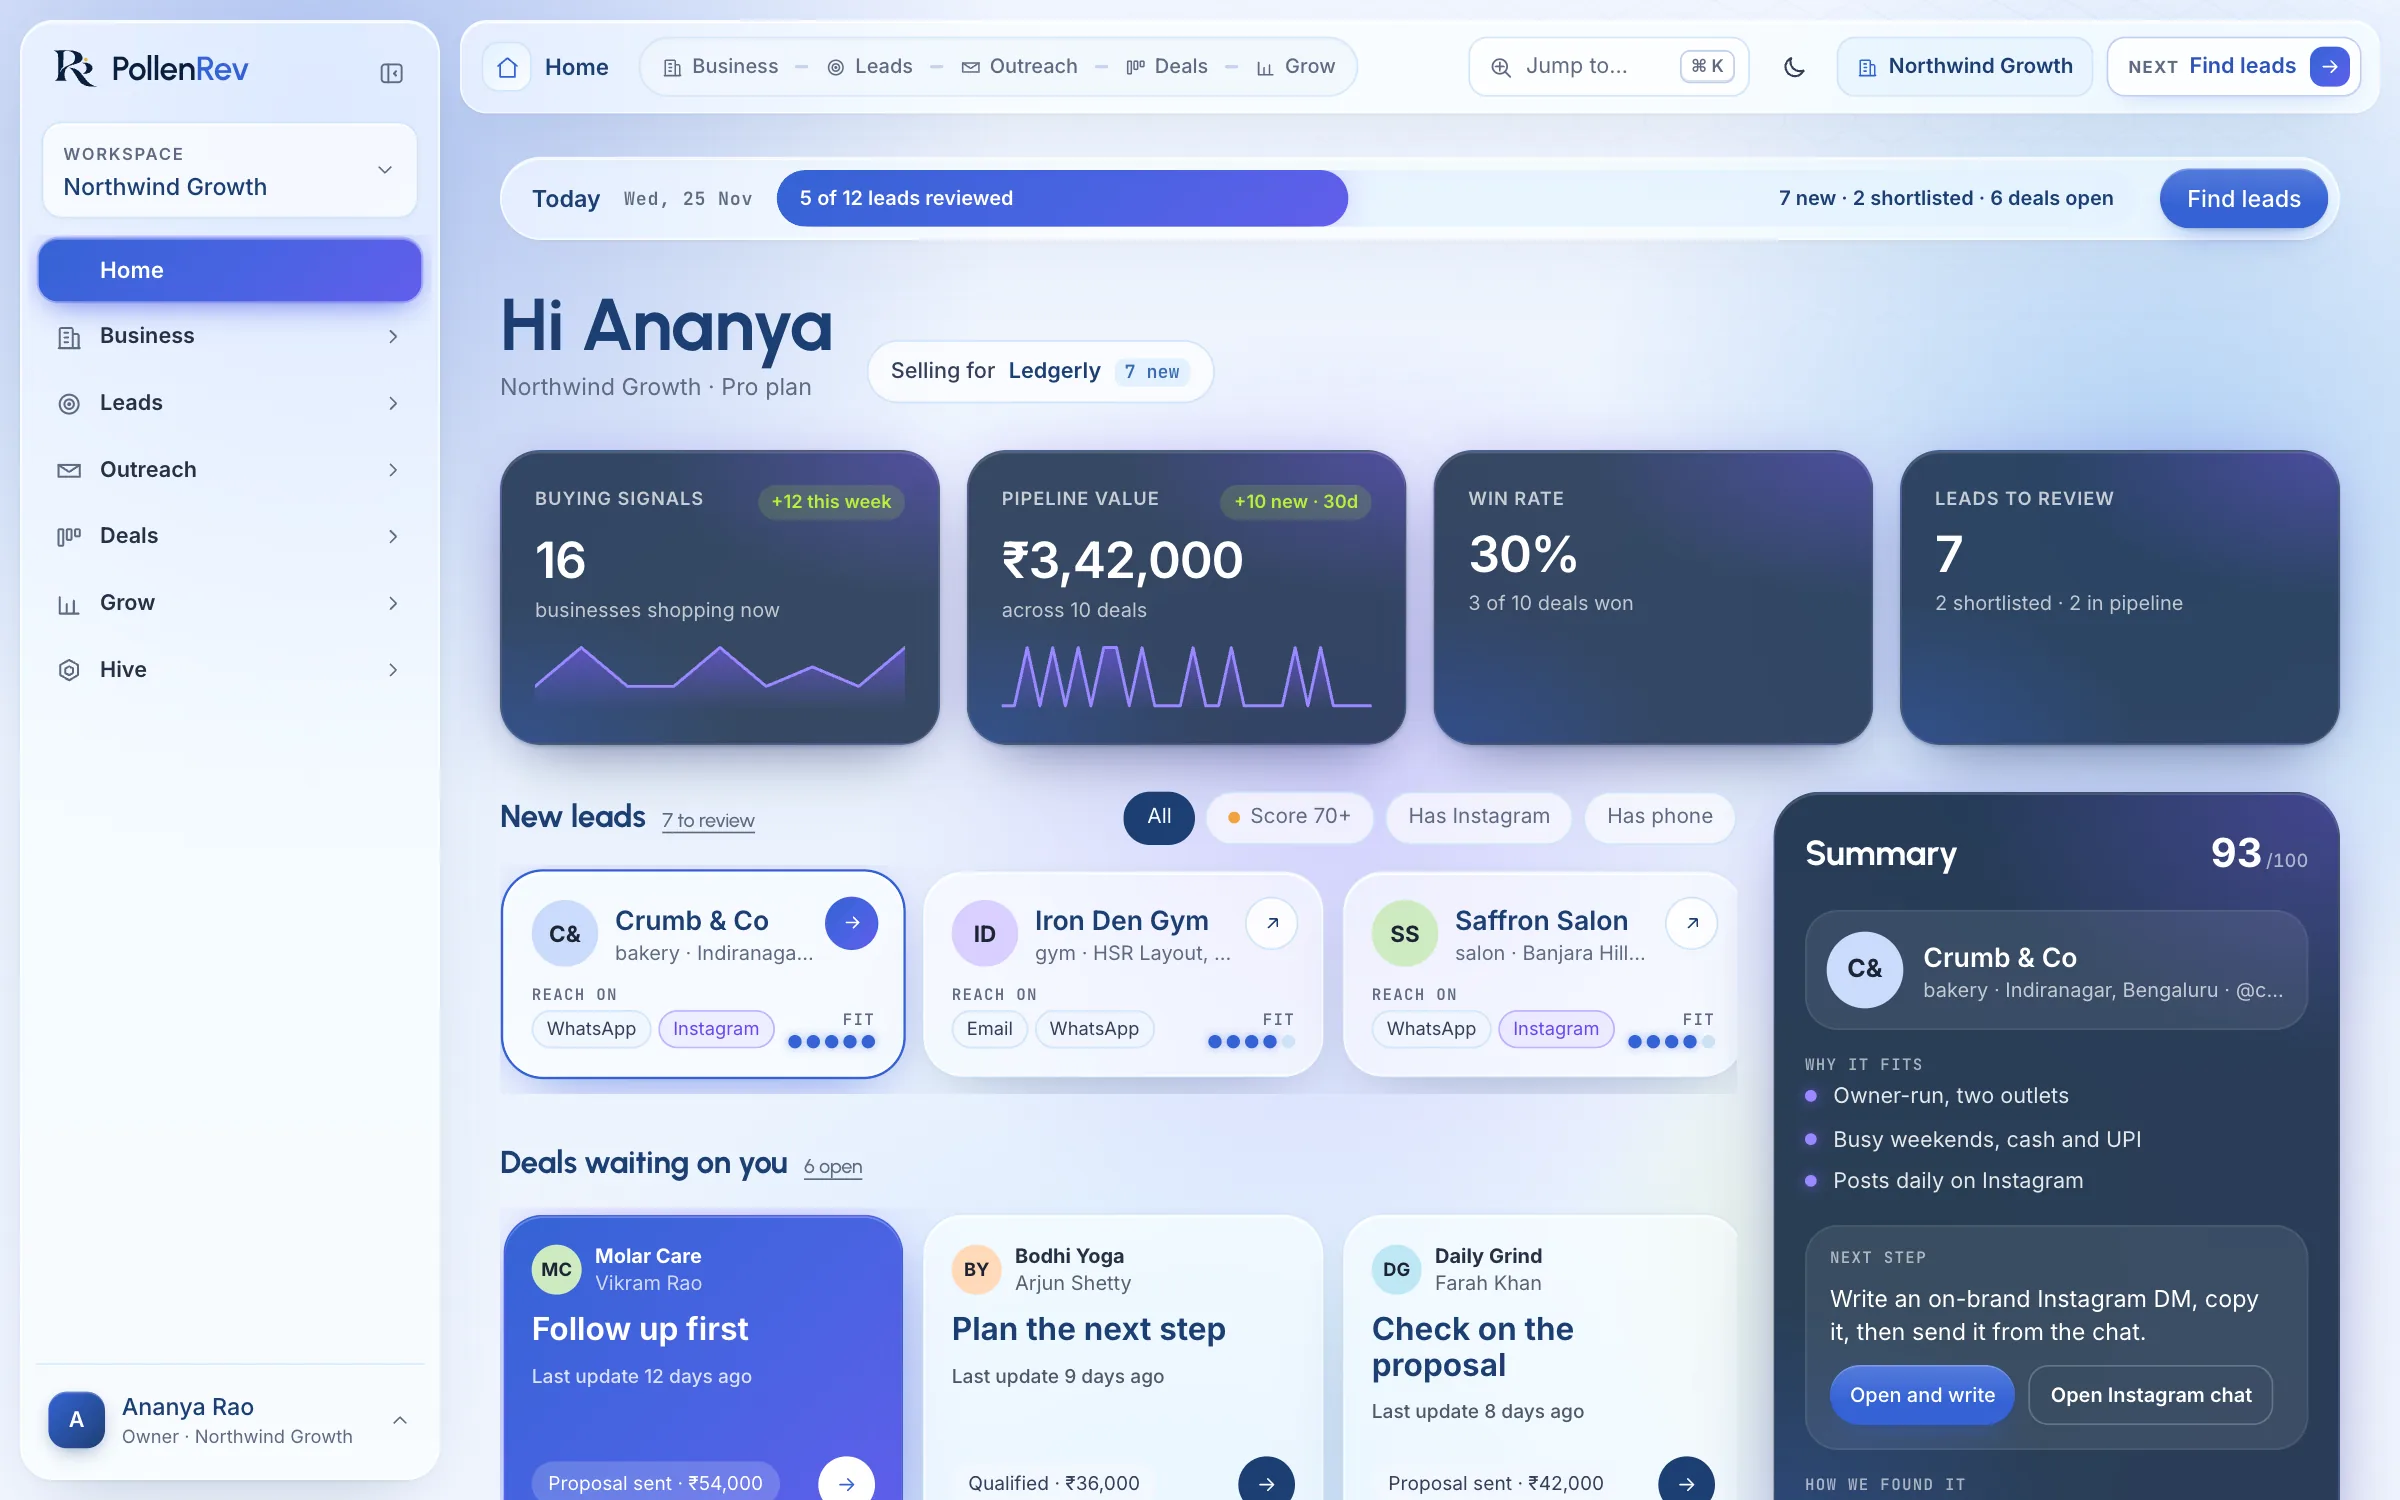 PollenRev
WORKSPACE
Northwind Growth
Home
Business
Leads
Outreach
Deals
Grow
Hive
Ananya Rao
Owner · Northwind Growth
A
Home
Business
Leads
Outreach
Deals
Grow
Jump to...
⌘ K
Northwind Growth
NEXT Find leads
Today Wed, 25 Nov
5 of 12 leads reviewed
7 new · 2 shortlisted · 6 deals open
Find leads
Hi Ananya
Northwind Growth · Pro plan
Selling for Ledgerly 7 new
BUYING SIGNALS
+12 this week
16
businesses shopping now
PIPELINE VALUE
+10 new · 30d
₹3,42,000
across 10 deals
WIN RATE
30%
3 of 10 deals won
LEADS TO REVIEW
7
2 shortlisted · 2 in pipeline
New leads 7 to review
All
Score 70+
Has Instagram
Has phone
C&
Crumb & Co
bakery · Indiranaga...
REACH ON
WhatsApp
Instagram
FIT
ID
Iron Den Gym
gym · HSR Layout, ...
REACH ON
Email
WhatsApp
FIT
SS
Saffron Salon
salon · Banjara Hill...
REACH ON
WhatsApp
Instagram
FIT
Deals waiting on you 6 open
MC
Molar Care
Vikram Rao
Follow up first
Last update 12 days ago
Proposal sent · ₹54,000
BY
Bodhi Yoga
Arjun Shetty
Plan the next step
Last update 9 days ago
Qualified · ₹36,000
DG
Daily Grind
Farah Khan
Check on the
proposal
Last update 8 days ago
Proposal sent · ₹42,000
Summary
93 /100
C&
Crumb & Co
bakery · Indiranagar, Bengaluru · @c...
WHY IT FITS
Owner-run, two outlets
Busy weekends, cash and UPI
Posts daily on Instagram
NEXT STEP
Write an on-brand Instagram DM, copy
it, then send it from the chat.
Open and write
Open Instagram chat
HOW WE FOUND IT